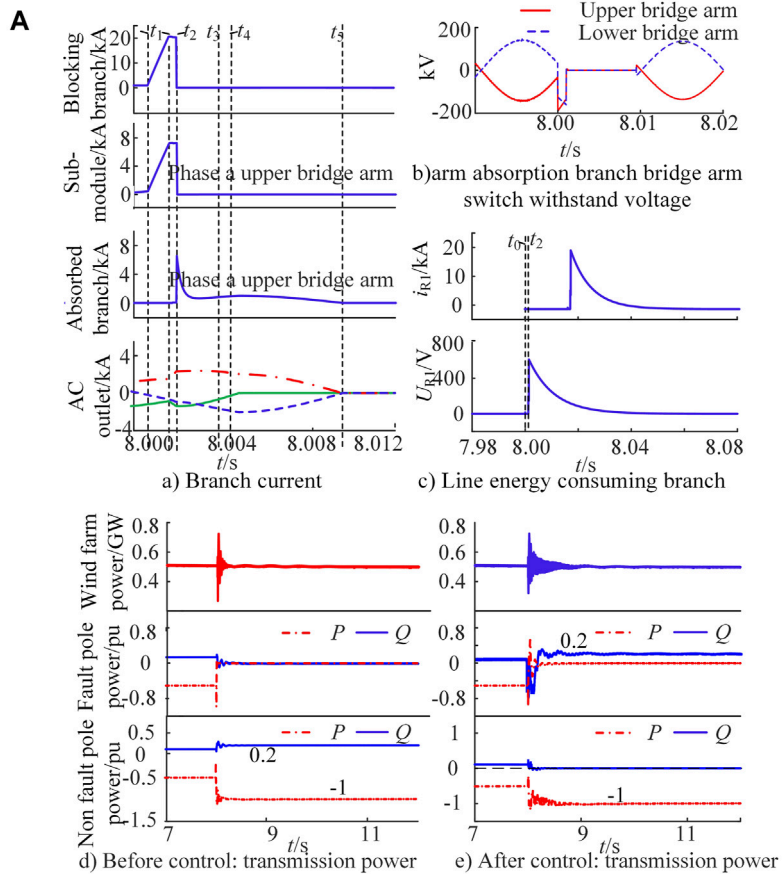 A
t1 t2 t3 t4 t5
Blocking
branch/kA
20
10
0
Sub-
module/kA
8
4
0
Phase a upper bridge arm
Absorbed
branch/kA
8
4
0
Phase a upper bridge arm
AC
outlet/kA
4
0
-4
8.000 8.004 8.008 8.012
t/s
a) Branch current
Upper bridge arm
Lower bridge arm
kV
200
0
-200
8.00 8.01 8.02
t/s
b)arm absorption branch bridge arm
switch withstand voltage
t0 t2
iR1/kA
20
10
0
UR1/V
800
400
0
7.98 8.00 8.04 8.08
t/s
c) Line energy consuming branch
Wind farm
power/GW
0.8
0.6
0.4
Fault pole
power/pu
0.8
0
-0.8
P Q
Non fault pole
power/pu
0.5
0
-0.5
-1.5
P Q
0.2
-1
7 9 11
t/s
d) Before control: transmission power
0.8
0.6
0.4
0.8
0
-0.8
P Q
0.2
1
0
-1
P Q
-1
7 9 11
t/s
e) After control: transmission power